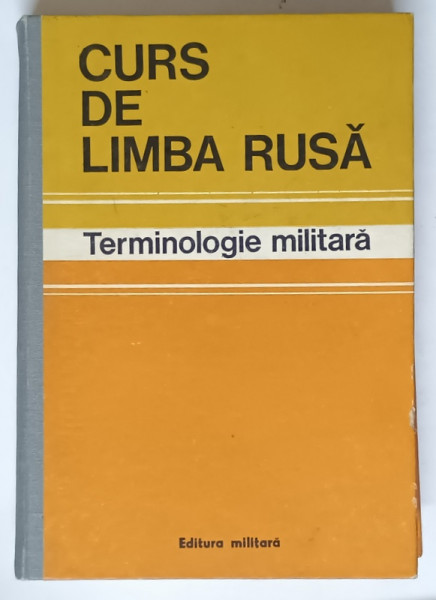 CURS
DE
LIMBA RUSĂ
Terminologie militară
Editura militară